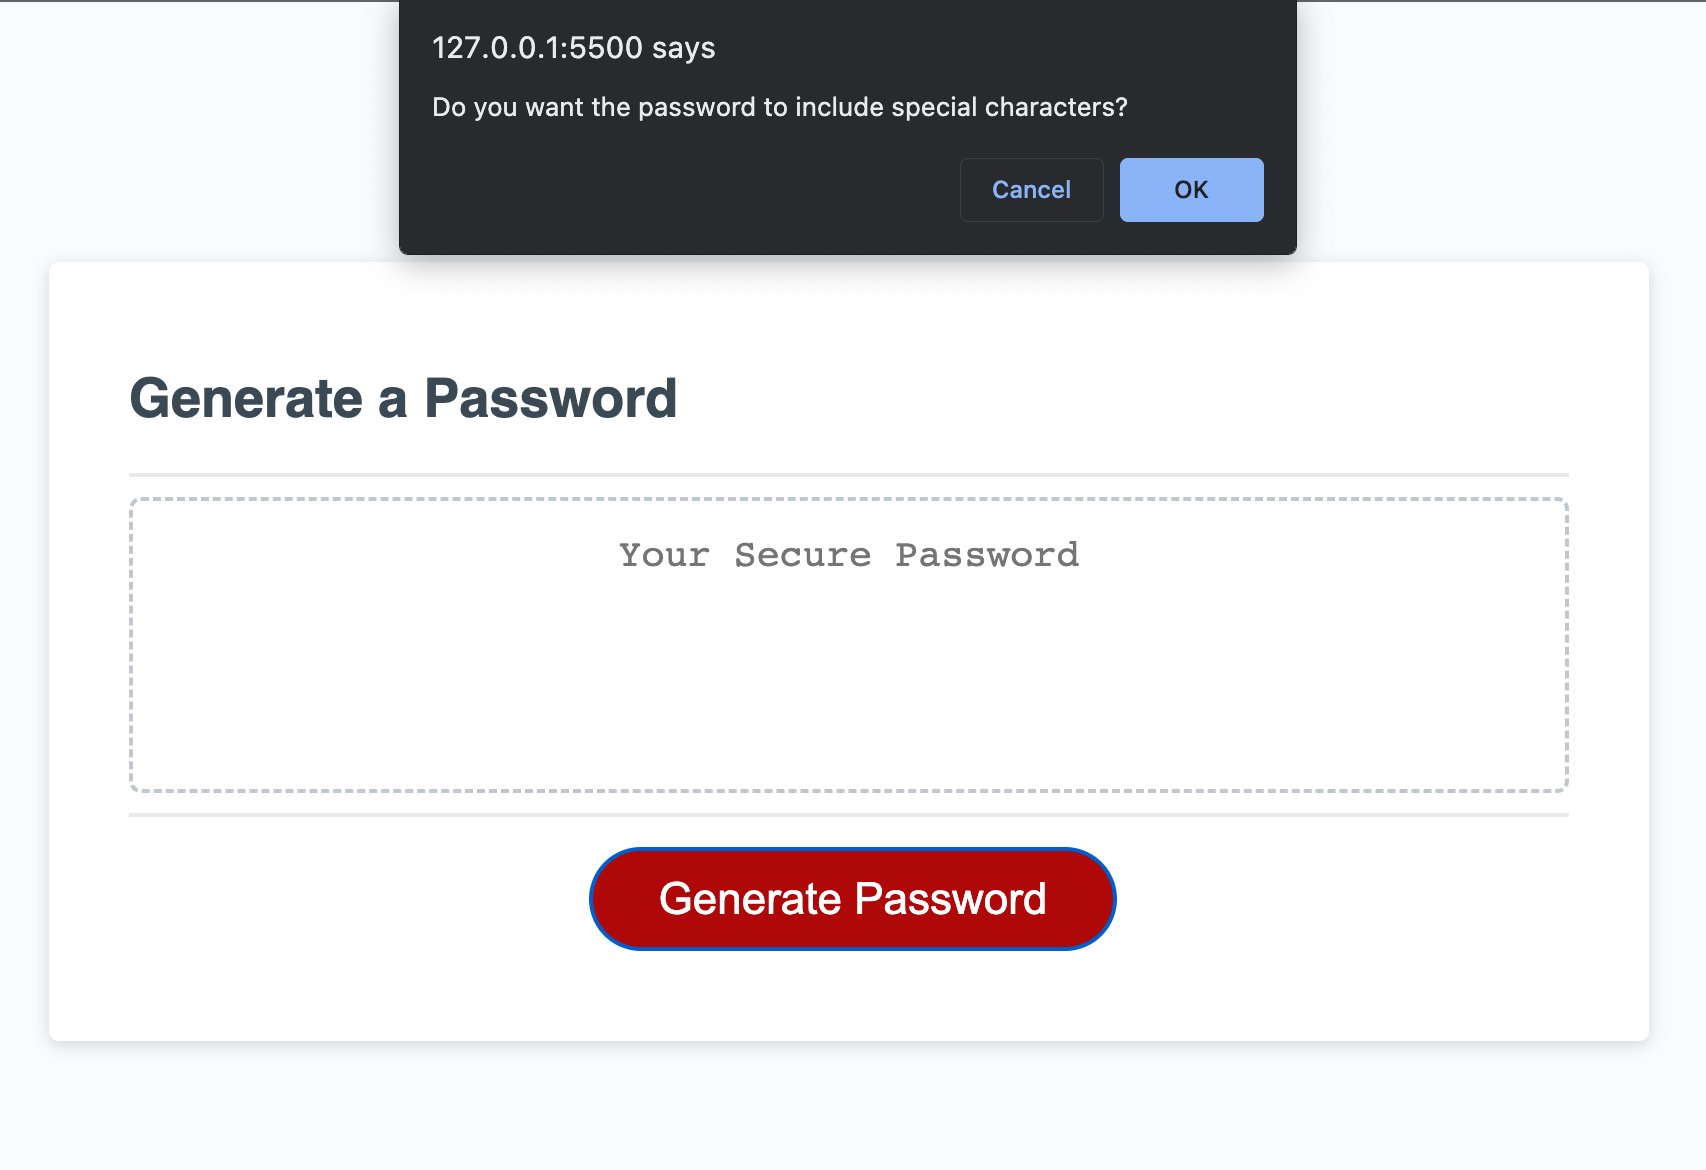 127.0.0.1:5500 says
Do you want the password to include special characters?
Cancel
OK
Generate a Password
Your Secure Password
Generate Password